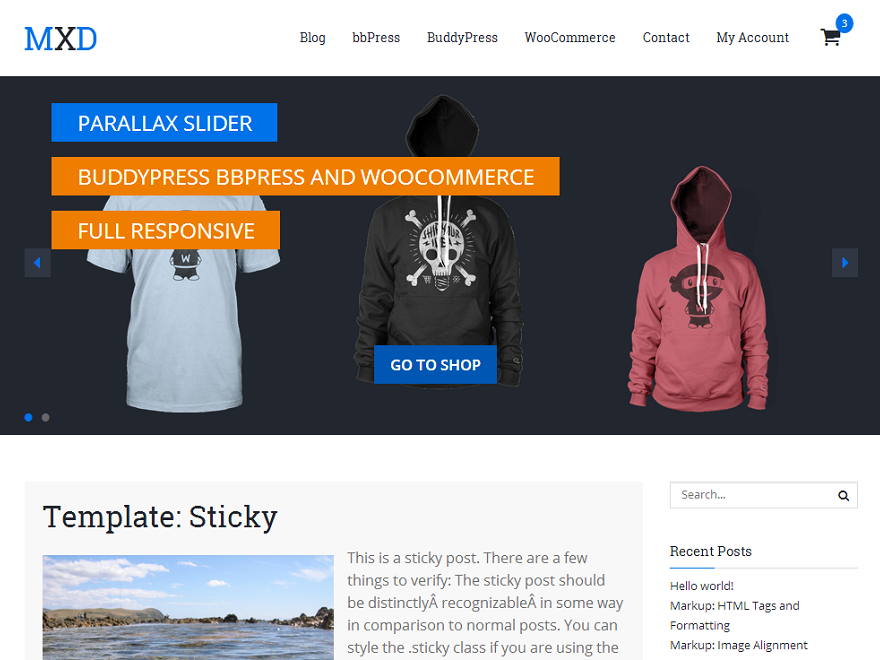 MXD
Blog bbPress BuddyPress WooCommerce Contact My Account 3
PARALLAX SLIDER
BUDDYPRESS BBPRESS AND WOOCOMMERCE
FULL RESPONSIVE
W
W
GO TO SHOP
Search...
Template: Sticky
This is a sticky post. There are a few
things to verify: The sticky post should
be distinctlyÂ recognizableÂ in some way
in comparison to normal posts. You can
style the .sticky class if you are using the
Recent Posts
Hello world!
Markup: HTML Tags and
Formatting
Markup: Image Alignment